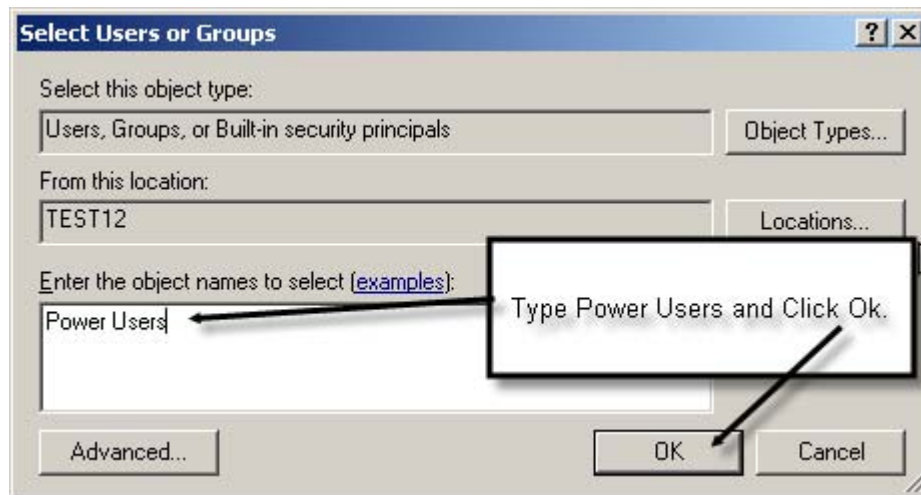 Select Users or Groups
Select this object type:
Users, Groups, or Built-in security principals
Object Types...
From this location:
TEST12
Locations...
Enter the object names to select (examples):
Power Users
Type Power Users and Click Ok.
Advanced...
OK
Cancel